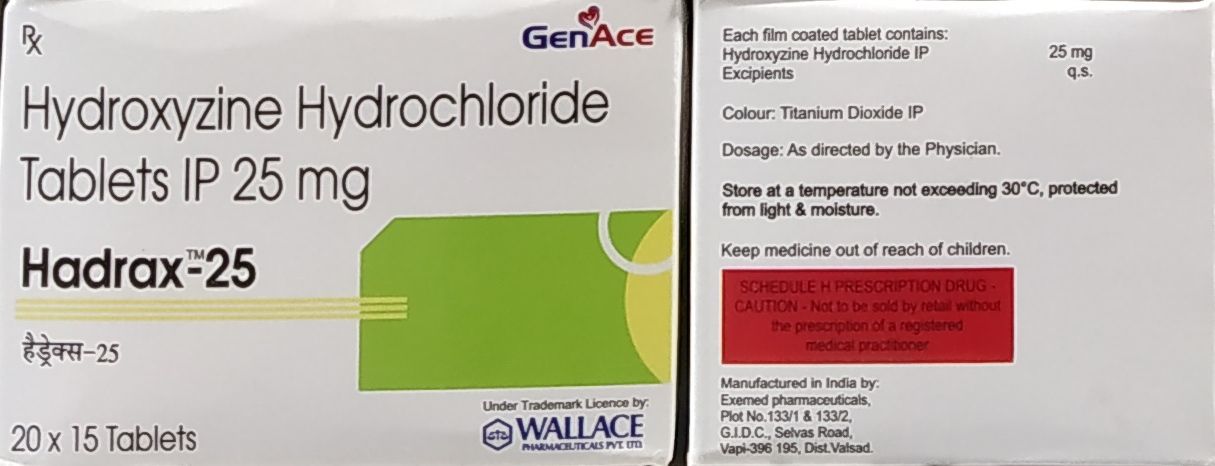 Rx
GenAce
Hydroxyzine Hydrochloride
Tablets IP 25 mg
Hadrax™-25
हैड्रेक्स-25
20 x 15 Tablets
Under Trademark Licence by:
WALLACE
PHARMACEUTICALS PVT. LTD.
Each film coated tablet contains:
Hydroxyzine Hydrochloride IP 25 mg
Excipients q.s.
Colour: Titanium Dioxide IP
Dosage: As directed by the Physician.
Store at a temperature not exceeding 30°C, protected
from light & moisture.
Keep medicine out of reach of children.
SCHEDULE H PRESCRIPTION DRUG -
CAUTION - Not to be sold by retail without
the prescription of a registered
medical practitioner
Manufactured in India by:
Exemed pharmaceuticals,
Plot No.133/1 & 133/2,
G.I.D.C., Selvas Road,
Vapi-396 195, Dist.Valsad.